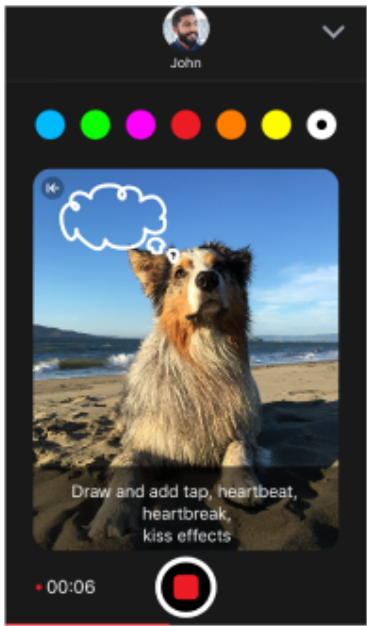 John
Draw and add tap, heartbeat,
heartbreak,
kiss effects
00:06